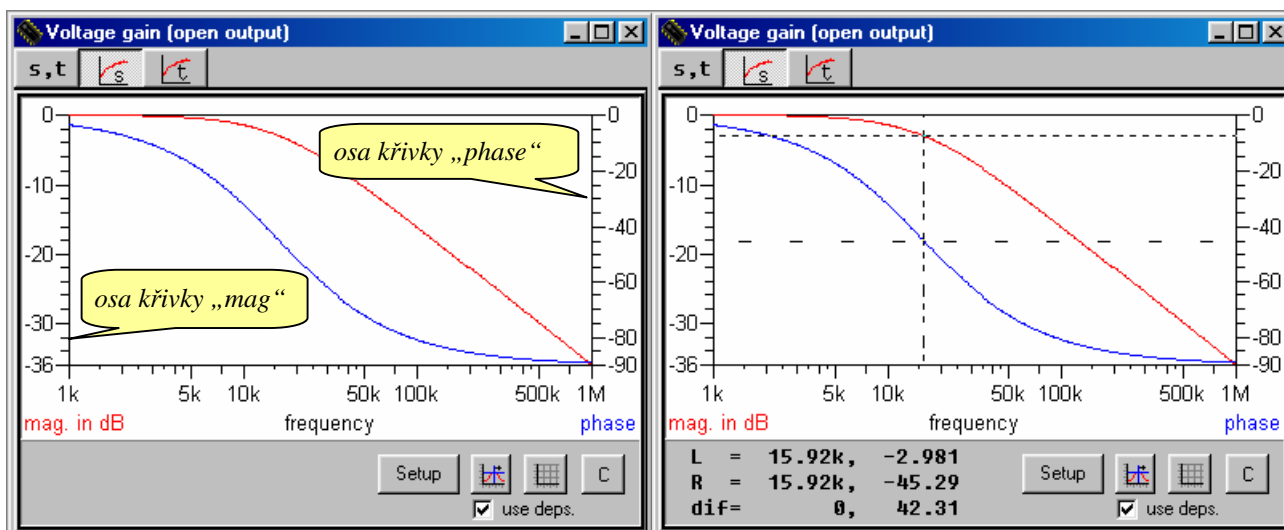 Voltage gain (open output)
s,t s t
0 0
osa křivky „phase“
-10 -20
-40
-20
-60
osa křivky „mag“
-30 -80
-36 -90
1k 5k 10k 50k 100k 500k 1M
mag. in dB frequency phase
Setup C
use deps.
Voltage gain (open output)
s,t s t
0 -0
-10 -20
-40
-20
-60
-30 -80
-36 -90
1k 5k 10k 50k 100k 500k 1M
mag. in dB frequency phase
L = 15.92k, -2.981
R = 15.92k, -45.29
dif= 0, 42.31
Setup C
use deps.